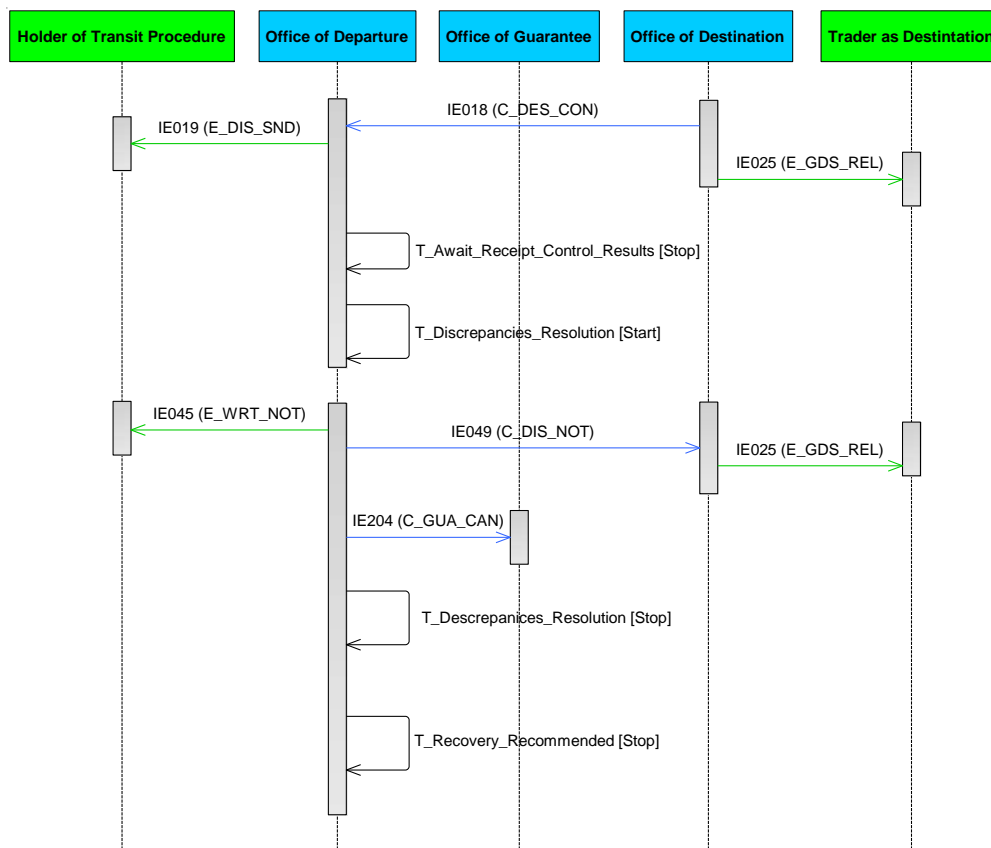 Holder of Transit Procedure
Office of Departure
Office of Guarantee
Office of Destination
Trader as Destintation
IE018 (C_DES_CON)
IE019 (E_DIS_SND)
IE025 (E_GDS_REL)
T_Await_Receipt_Control_Results [Stop]
T_Discrepancies_Resolution [Start]
IE045 (E_WRT_NOT)
IE049 (C_DIS_NOT)
IE025 (E_GDS_REL)
IE204 (C_GUA_CAN)
T_Descrepanices_Resolution [Stop]
T_Recovery_Recommended [Stop]